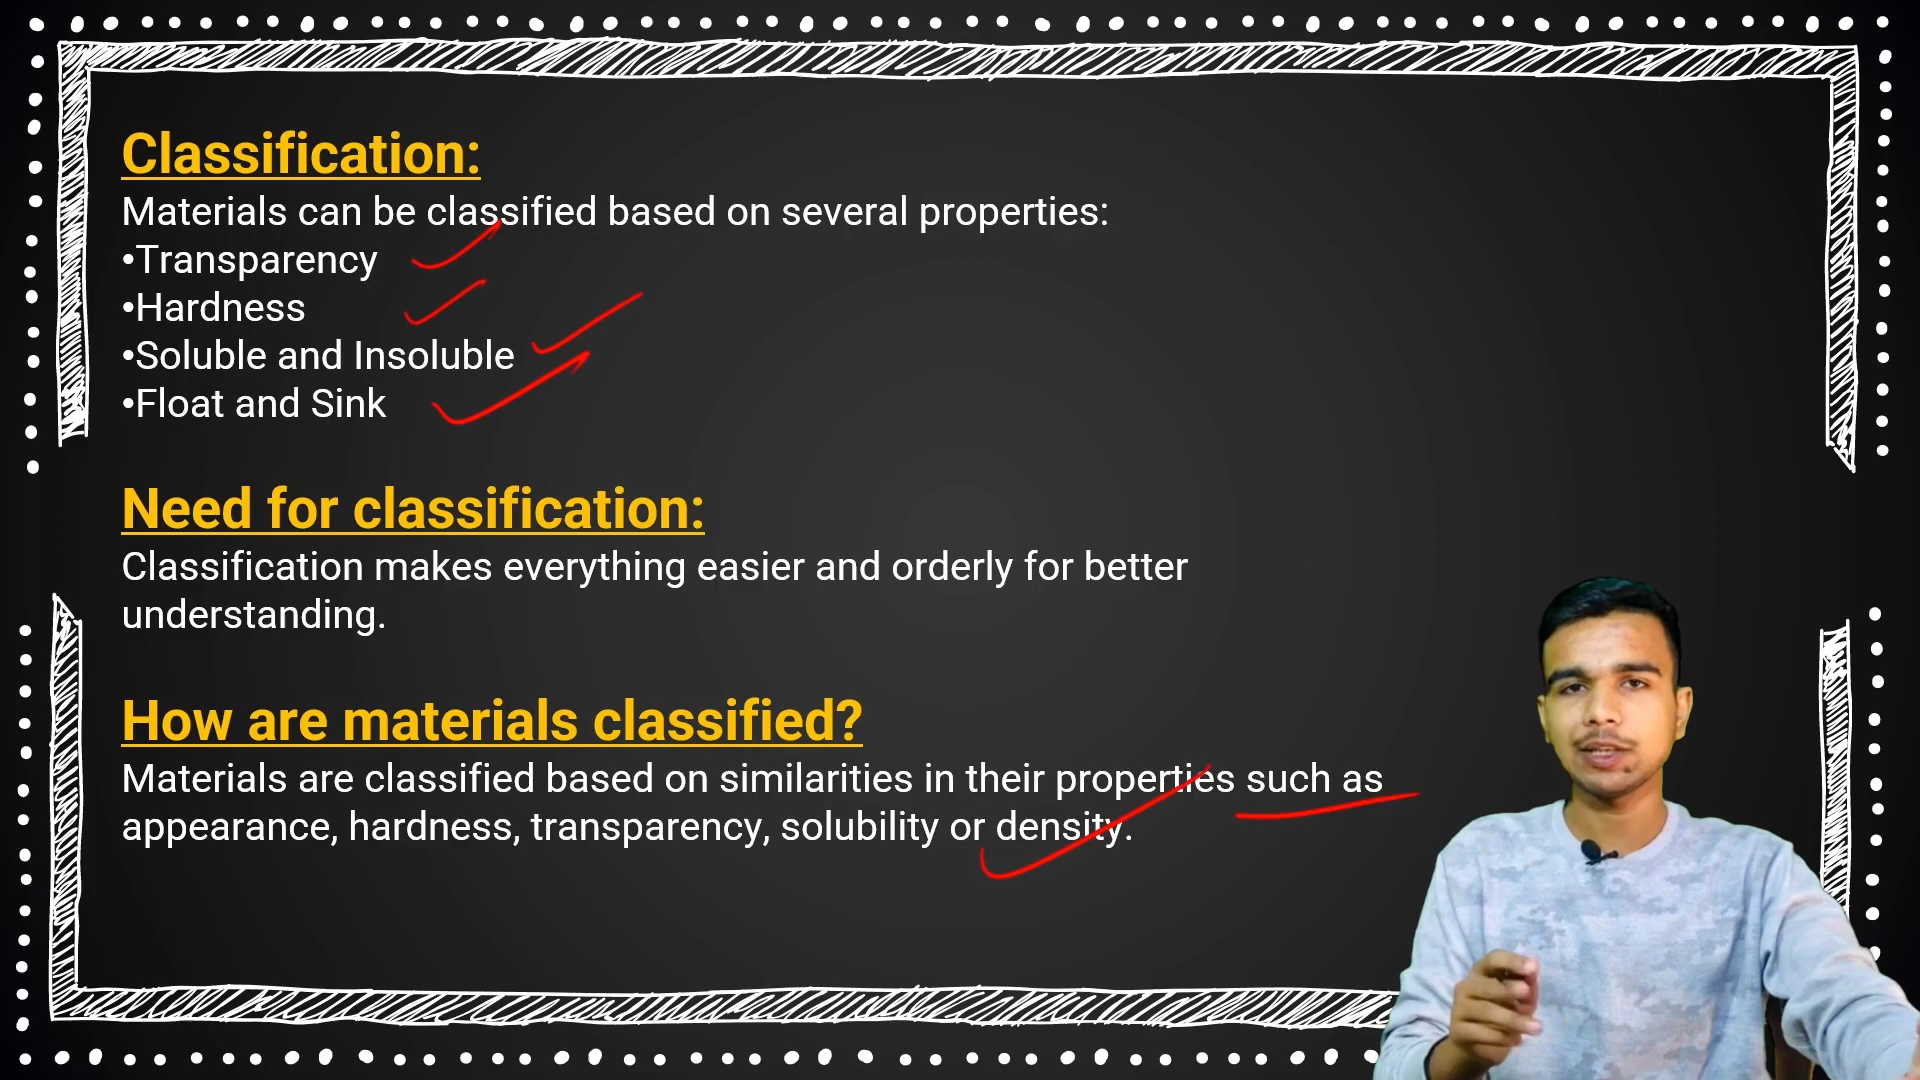 Classification:
Materials can be classified based on several properties:
•Transparency
•Hardness
•Soluble and Insoluble
•Float and Sink
Need for classification:
Classification makes everything easier and orderly for better
understanding.
How are materials classified?
Materials are classified based on similarities in their properties such as
appearance, hardness, transparency, solubility or density.